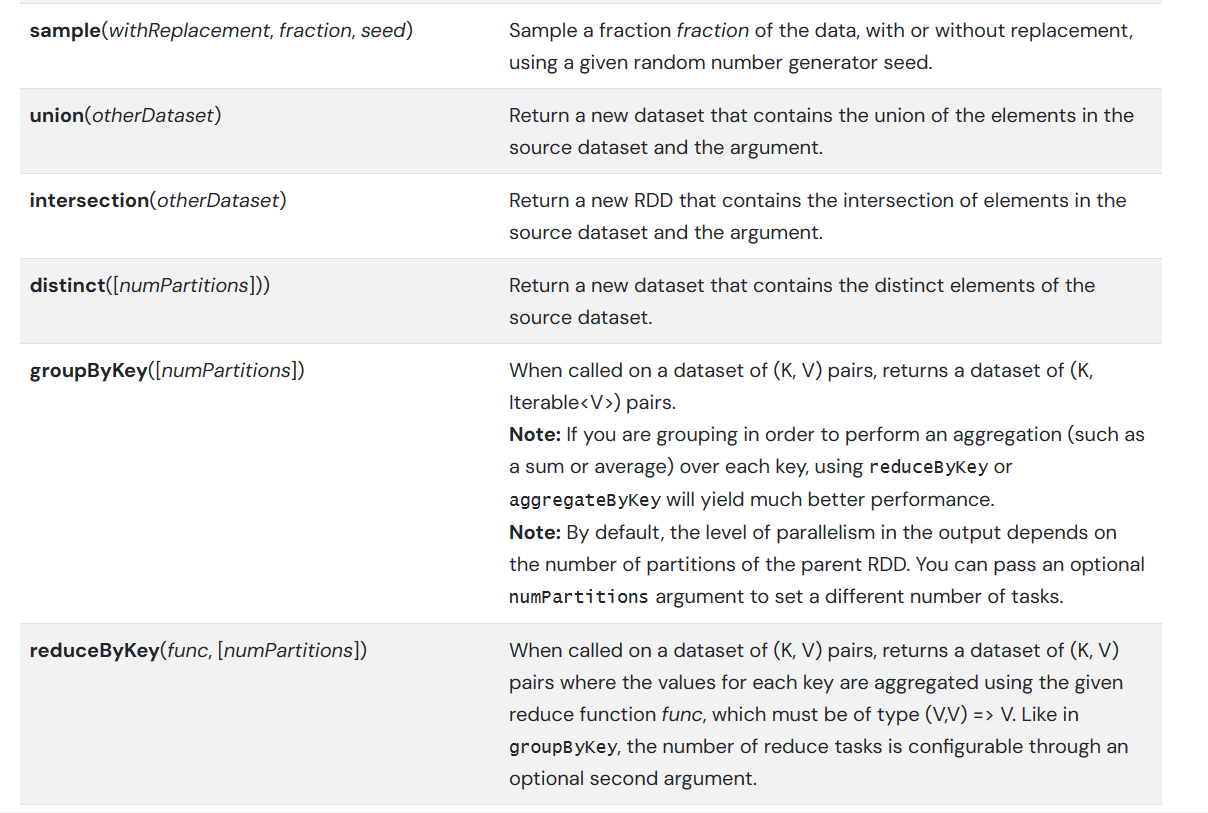 sample(withReplacement, fraction, seed)
Sample a fraction fraction of the data, with or without replacement,
using a given random number generator seed.
union(otherDataset)
Return a new dataset that contains the union of the elements in the
source dataset and the argument.
intersection(otherDataset)
Return a new RDD that contains the intersection of elements in the
source dataset and the argument.
distinct([numPartitions]))
Return a new dataset that contains the distinct elements of the
source dataset.
groupByKey([numPartitions])
When called on a dataset of (K, V) pairs, returns a dataset of (K,
Iterable<V>) pairs.
Note: If you are grouping in order to perform an aggregation (such as
a sum or average) over each key, using reduceByKey or
aggregateByKey will yield much better performance.
Note: By default, the level of parallelism in the output depends on
the number of partitions of the parent RDD. You can pass an optional
numPartitions argument to set a different number of tasks.
reduceByKey(func, [numPartitions])
When called on a dataset of (K, V) pairs, returns a dataset of (K, V)
pairs where the values for each key are aggregated using the given
reduce function func, which must be of type (V,V) => V. Like in
groupByKey, the number of reduce tasks is configurable through an
optional second argument.